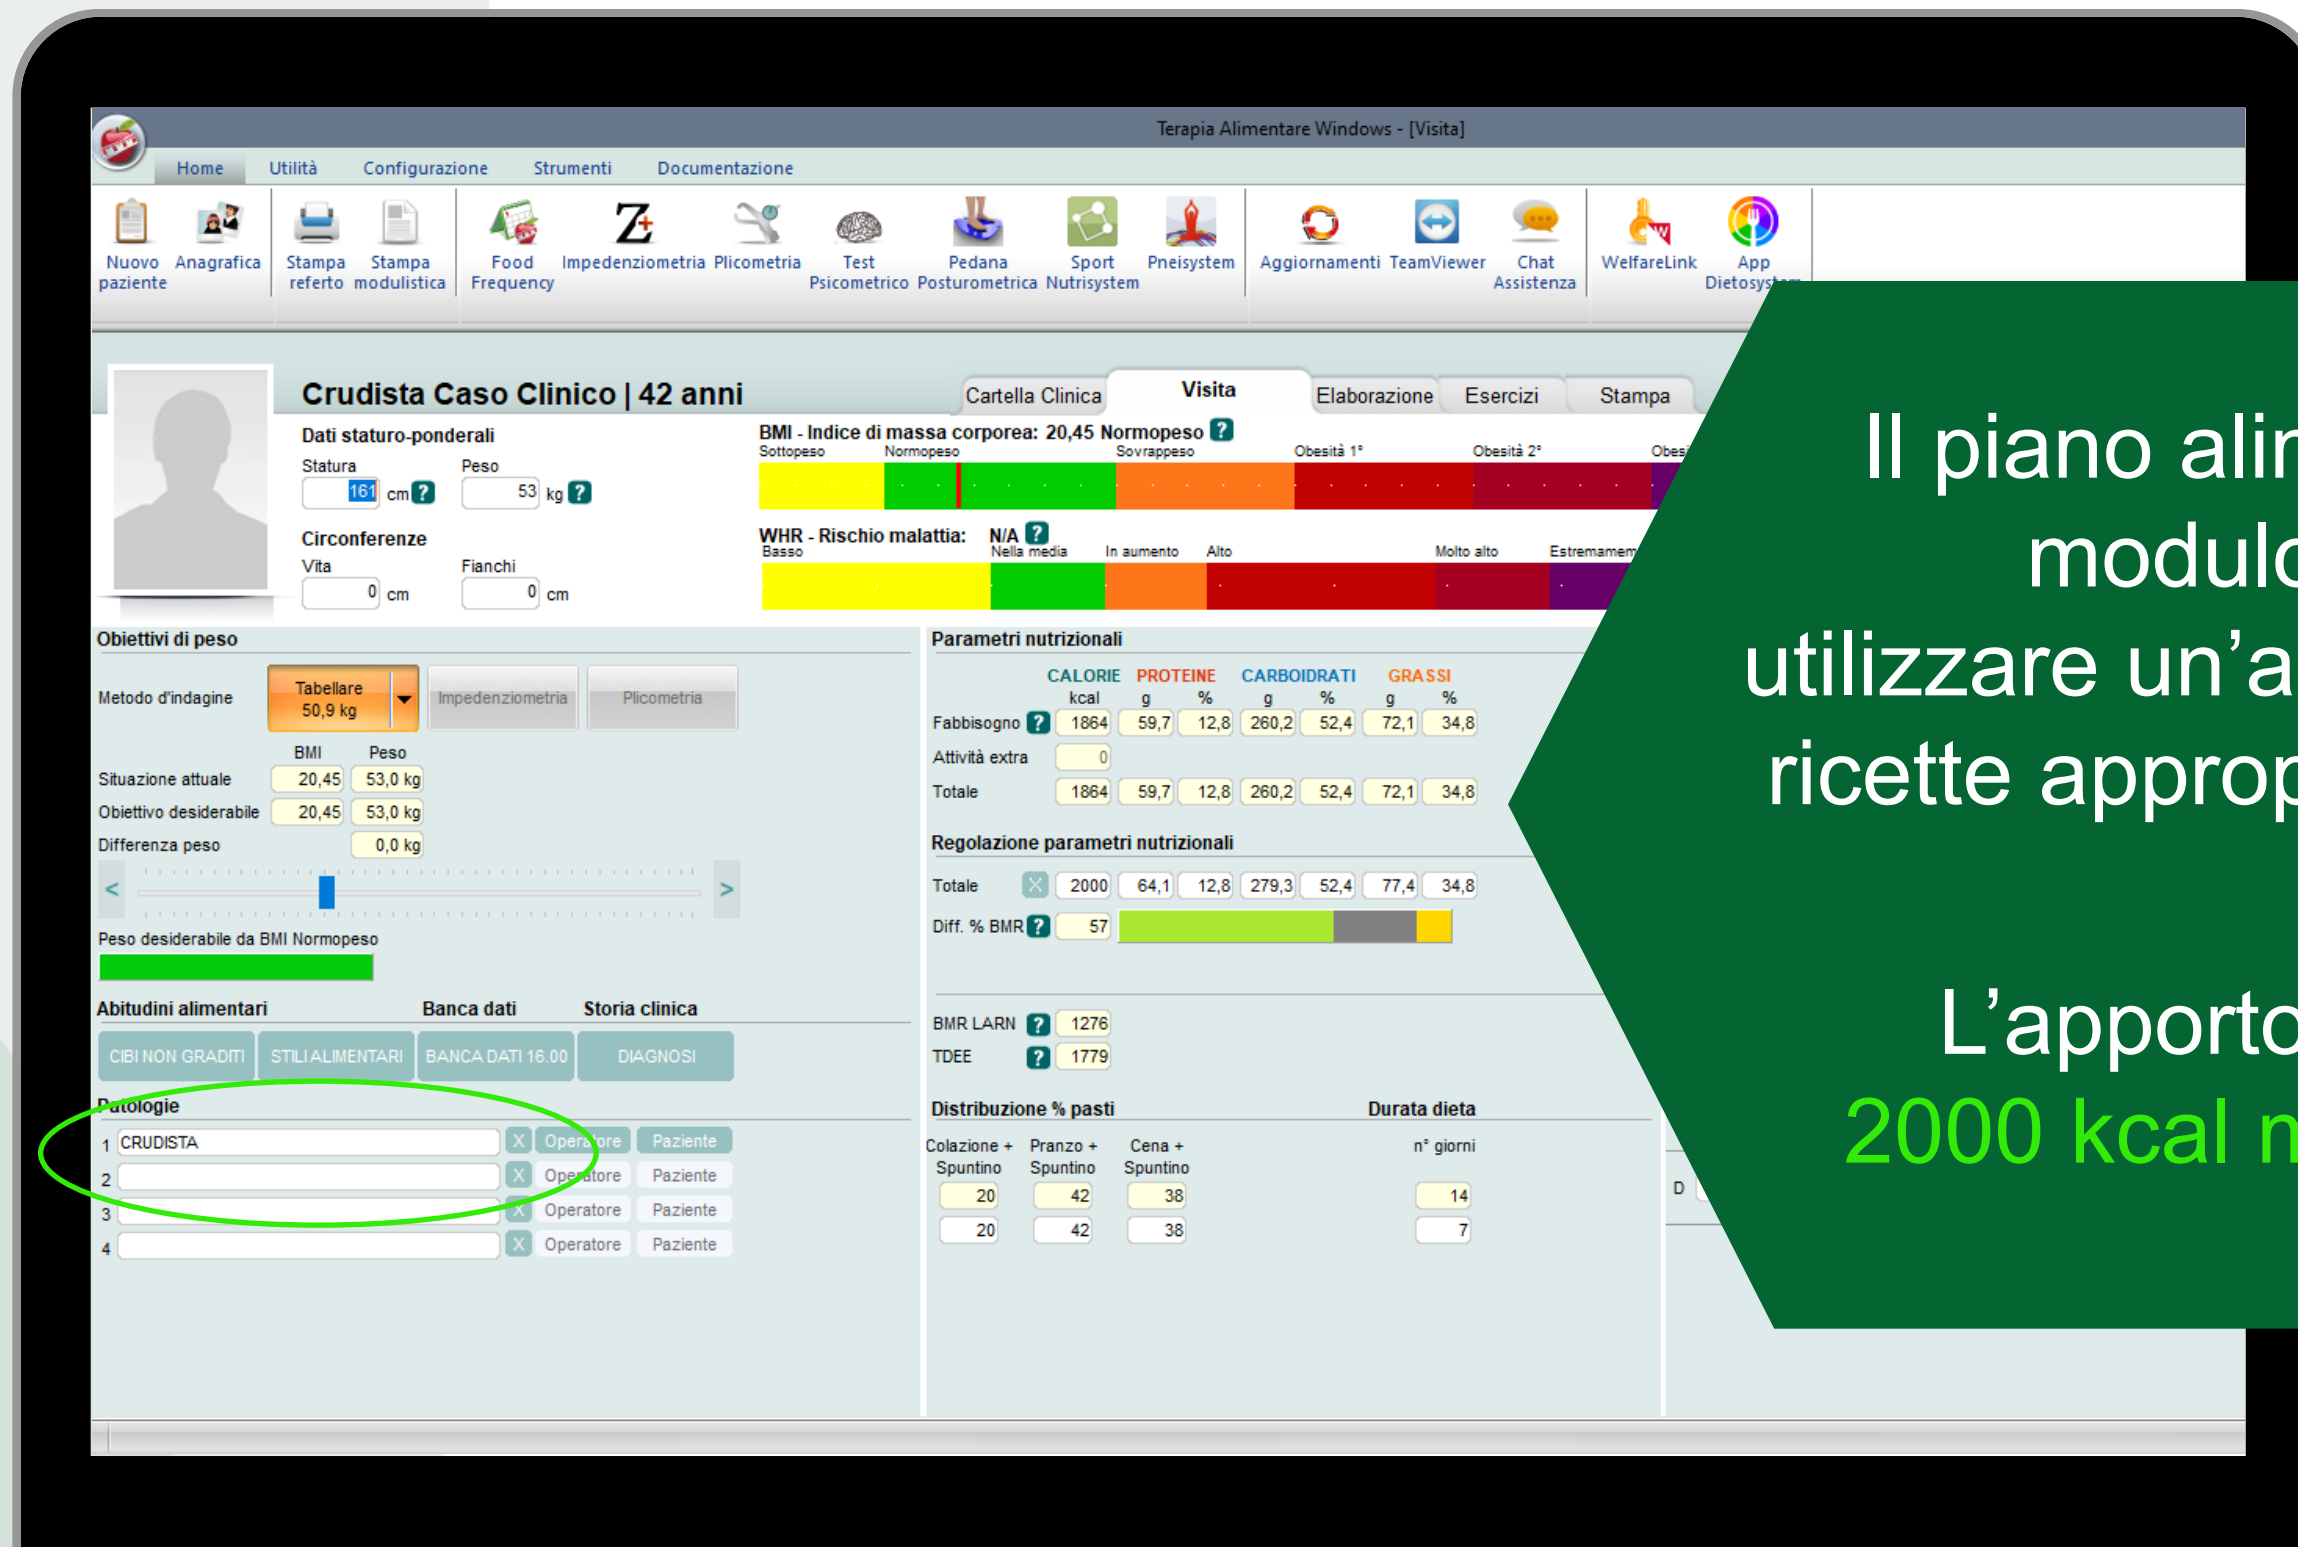 Terapia Alimentare Windows - [Visita]
Home Utilità Configurazione Strumenti Documentazione
Nuovo paziente Anagrafica Stampa referto Stampa modulistica Food Frequency Impedenziometria Plicometria Test Psicometrico Pedana Posturometrica Sport Nutrisystem Pneisystem Aggiornamenti TeamViewer Chat Assistenza WelfareLink App Dietosystem
Crudista Caso Clinico | 42 anni
Cartella Clinica Visita Elaborazione Esercizi Stampa
Dati staturo-ponderali
Statura Peso
161 cm ? 53 kg ?
Circonferenze
Vita Fianchi
0 cm 0 cm
BMI - Indice di massa corporea: 20,45 Normopeso ?
Sottopeso Normopeso Sovrappeso Obesità 1° Obesità 2° Obesi
WHR - Rischio malattia: N/A ?
Basso Nella media In aumento Alto Molto alto Estremamem
Obiettivi di peso
Metodo d'indagine Tabellare 50,9 kg Impedenziometria Plicometria
BMI Peso
Situazione attuale 20,45 53,0 kg
Obiettivo desiderabile 20,45 53,0 kg
Differenza peso 0,0 kg
< >
Peso desiderabile da BMI Normopeso
Abitudini alimentari Banca dati Storia clinica
CIBI NON GRADITI STILI ALIMENTARI BANCA DATI 16.00 DIAGNOSI
Patologie
1 CRUDISTA X Operatore Paziente
2 X Operatore Paziente
3 X Operatore Paziente
4 X Operatore Paziente
Parametri nutrizionali
CALORIE PROTEINE CARBOIDRATI GRASSI
kcal g % g % g %
Fabbisogno ? 1864 59,7 12,8 260,2 52,4 72,1 34,8
Attività extra 0
Totale 1864 59,7 12,8 260,2 52,4 72,1 34,8
Regolazione parametri nutrizionali
Totale X 2000 64,1 12,8 279,3 52,4 77,4 34,8
Diff. % BMR ? 57
BMR LARN ? 1276
TDEE ? 1779
Distribuzione % pasti Durata dieta
Colazione + Spuntino Pranzo + Spuntino Cena + Spuntino n° giorni
20 42 38 14
20 42 38 7
D
Il piano alim
modulo
utilizzare un'a
ricette approp
L'apporto
2000 kcal n